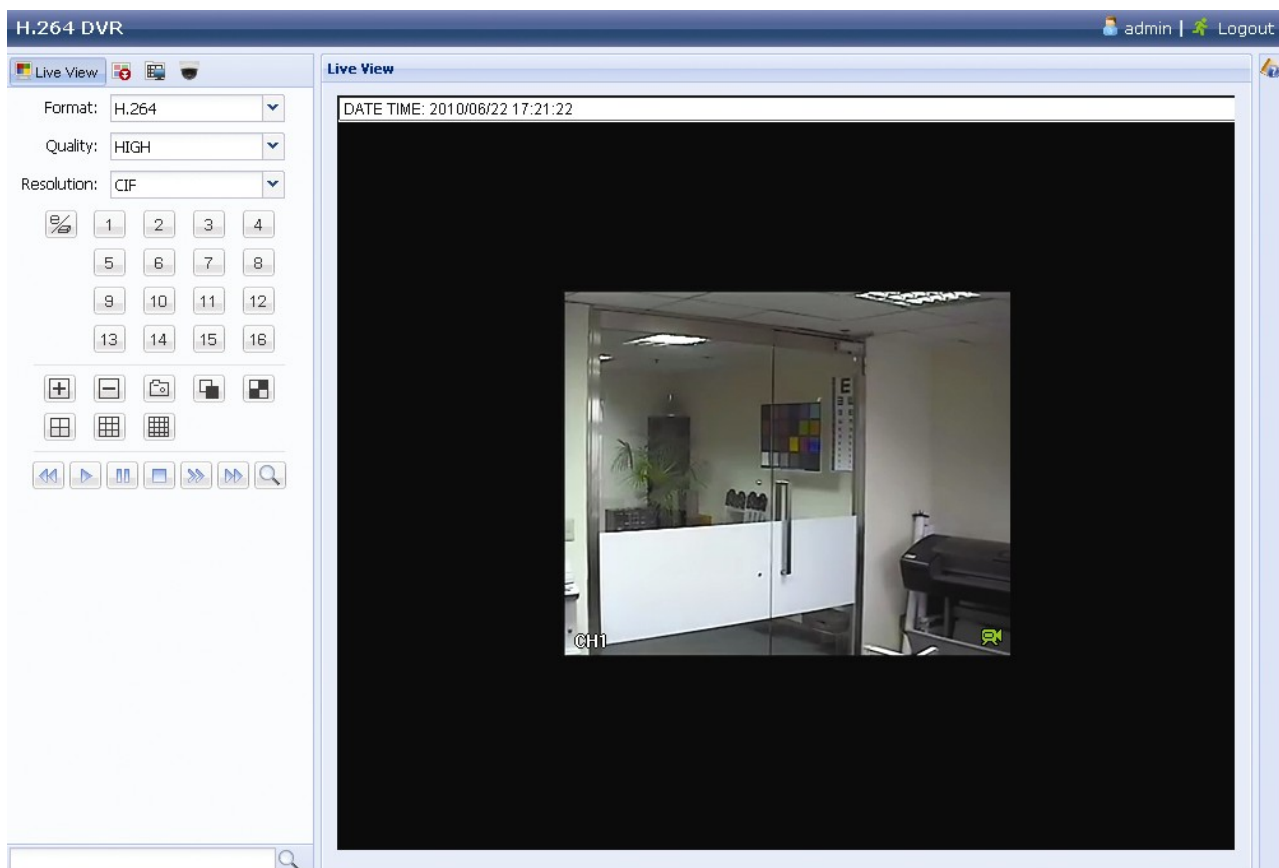 H.264 DVR
admin | Logout
Live View
Format: H.264
Quality: HIGH
Resolution: CIF
1 2 3 4
5 6 7 8
9 10 11 12
13 14 15 16
Live View
DATE TIME: 2010/06/22 17:21:22
E
CH1